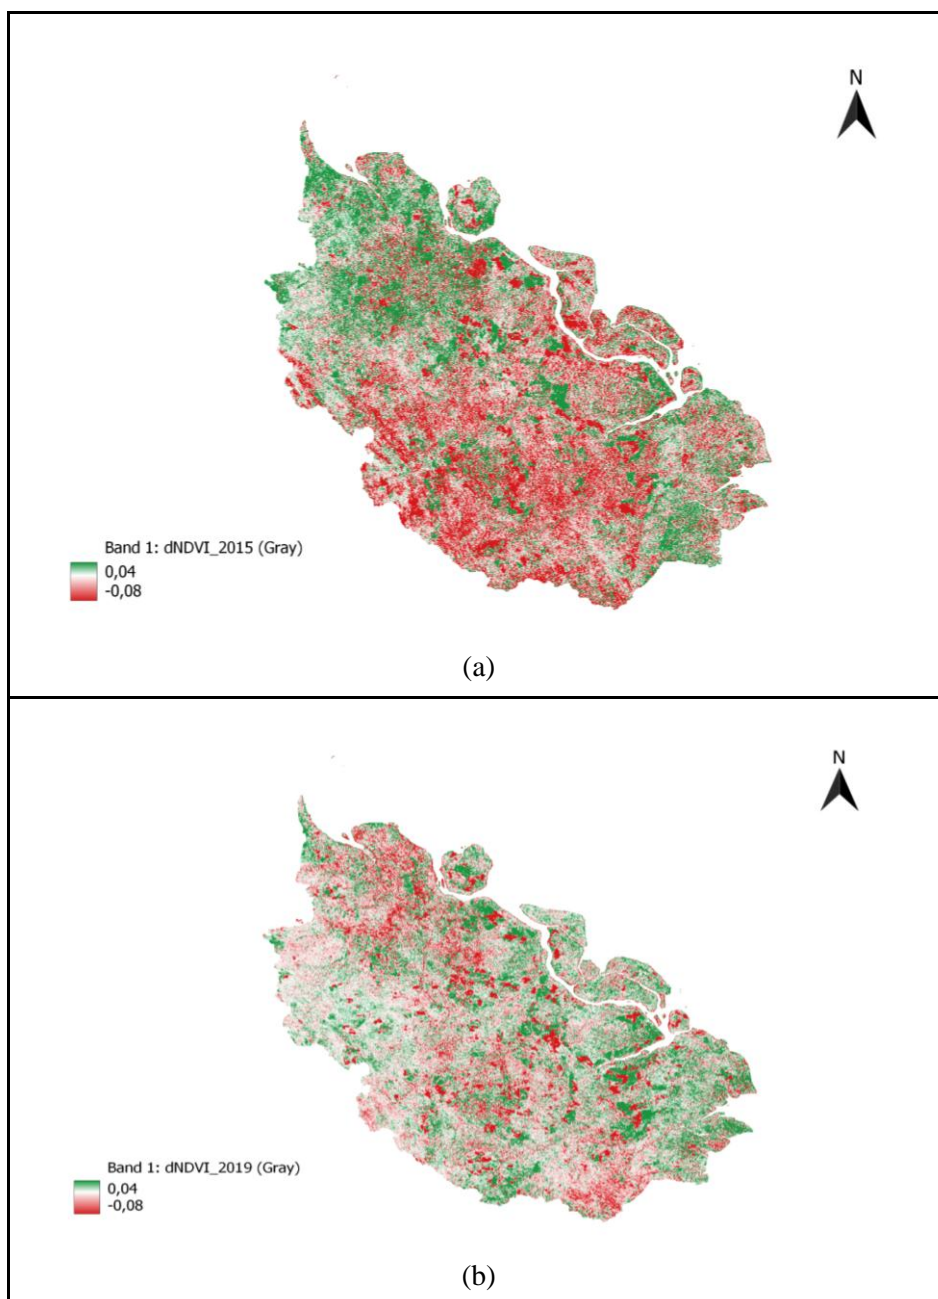 N
Band 1: dNDVI_2015 (Gray)
0,04
-0,08
(a)
N
Band 1: dNDVI_2019 (Gray)
0,04
-0,08
(b)